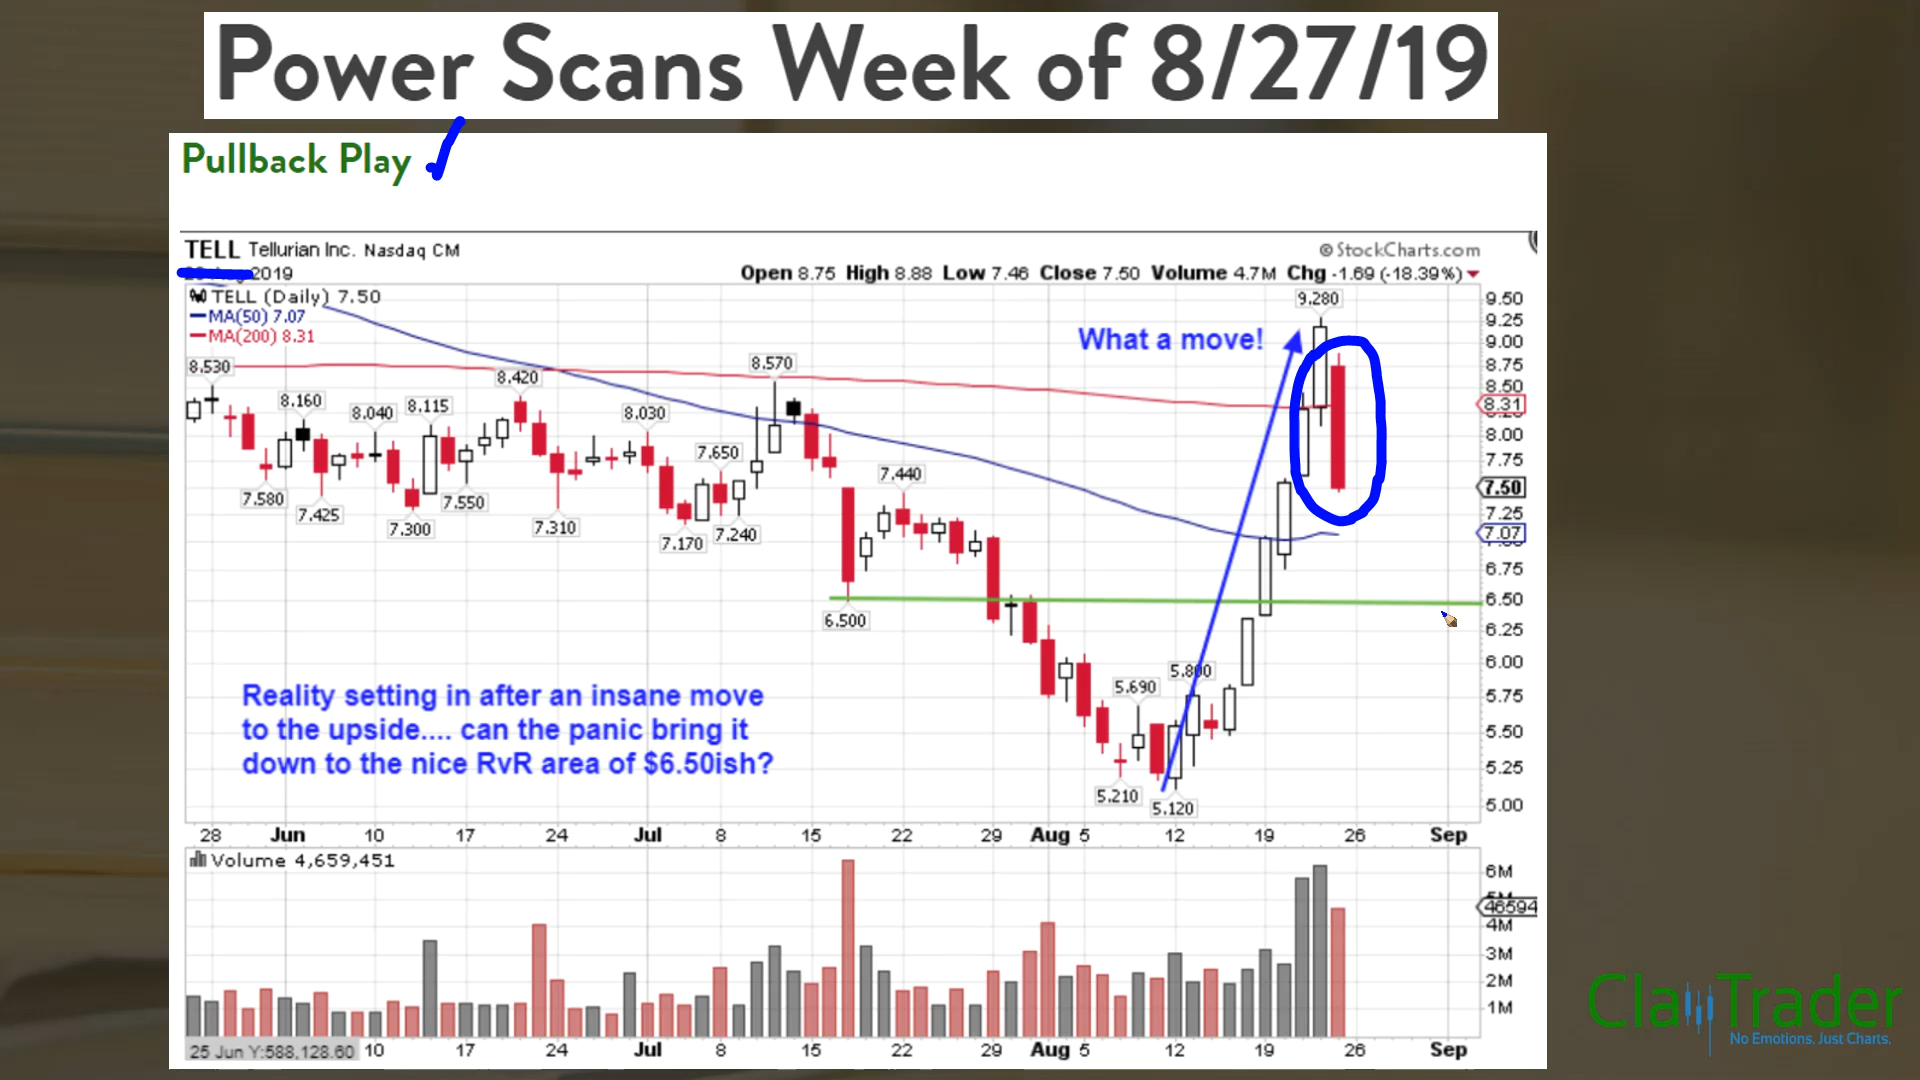 Power Scans Week of 8/27/19
Pullback Play
TELL Tellurian Inc. Nasdaq CM
© StockCharts.com
2019
Open 8.75 High 8.88 Low 7.46 Close 7.50 Volume 4.7M Chg -1.69 (-18.39%)
TELL (Daily) 7.50
MA(50) 7.07
MA(200) 8.31
What a move!
9.280
8.530
8.160
8.040
8.115
8.420
8.030
8.570
7.650
7.440
7.580
7.425
7.300
7.550
7.310
7.170
7.240
6.500
5.690
5.800
5.210
5.120
9.50
9.25
9.00
8.75
8.50
8.31
8.00
7.75
7.50
7.25
7.07
6.75
6.50
6.25
6.00
5.75
5.50
5.25
5.00
Reality setting in after an insane move
to the upside.... can the panic bring it
down to the nice RvR area of $6.50ish?
28 Jun 10 17 24 Jul 8 15 22 29 Aug 5 12 19 26 Sep
Volume 4,659,451
6M
46594
4M
3M
2M
1M
25 Jun Y:588,128.60 10 17 24 Jul 8 15 22 29 Aug 5 12 19 26 Sep
ClayTrader
No Emotions. Just Charts.